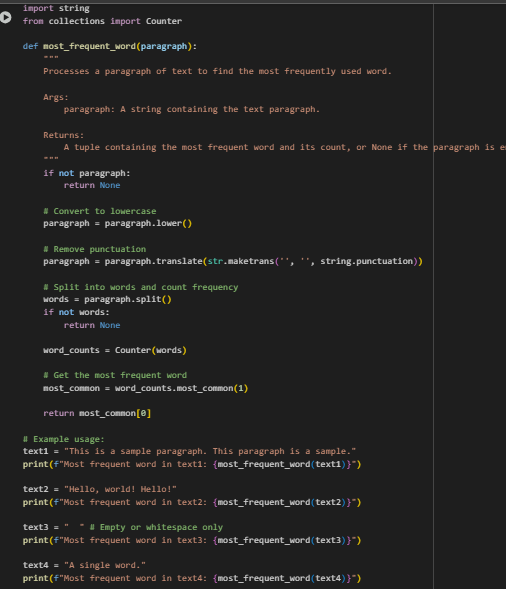 import string
from collections import Counter
def most_frequent_word(paragraph):
"""
Processes a paragraph of text to find the most frequently used word.
Args:
paragraph: A string containing the text paragraph.
Returns:
A tuple containing the most frequent word and its count, or None if the paragraph is
"""
if not paragraph:
return None
# Convert to lowercase
paragraph = paragraph.lower()
# Remove punctuation
paragraph = paragraph.translate(str.maketrans('', '', string.punctuation))
# Split into words and count frequency
words = paragraph.split()
if not words:
return None
word_counts = Counter(words)
# Get the most frequent word
most_common = word_counts.most_common(1)
return most_common[0]
# Example usage:
text1 = "This is a sample paragraph. This paragraph is a sample."
print(f"Most frequent word in text1: {most_frequent_word(text1)}")
text2 = "Hello, world! Hello!"
print(f"Most frequent word in text2: {most_frequent_word(text2)}")
text3 = "  " # Empty or whitespace only
print(f"Most frequent word in text3: {most_frequent_word(text3)}")
text4 = "A single word."
print(f"Most frequent word in text4: {most_frequent_word(text4)}")